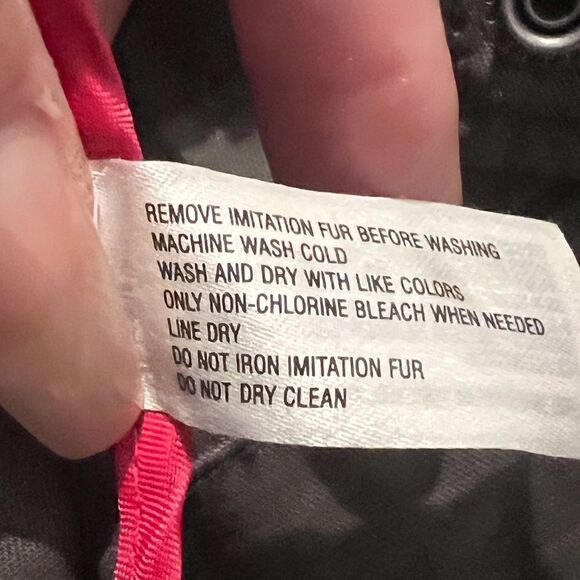 REMOVE IMITATION FUR BEFORE WASHING
MACHINE WASH COLD
WASH AND DRY WITH LIKE COLORS
ONLY NON-CHLORINE BLEACH WHEN NEEDED
LINE DRY
DO NOT IRON IMITATION FUR
DO NOT DRY CLEAN